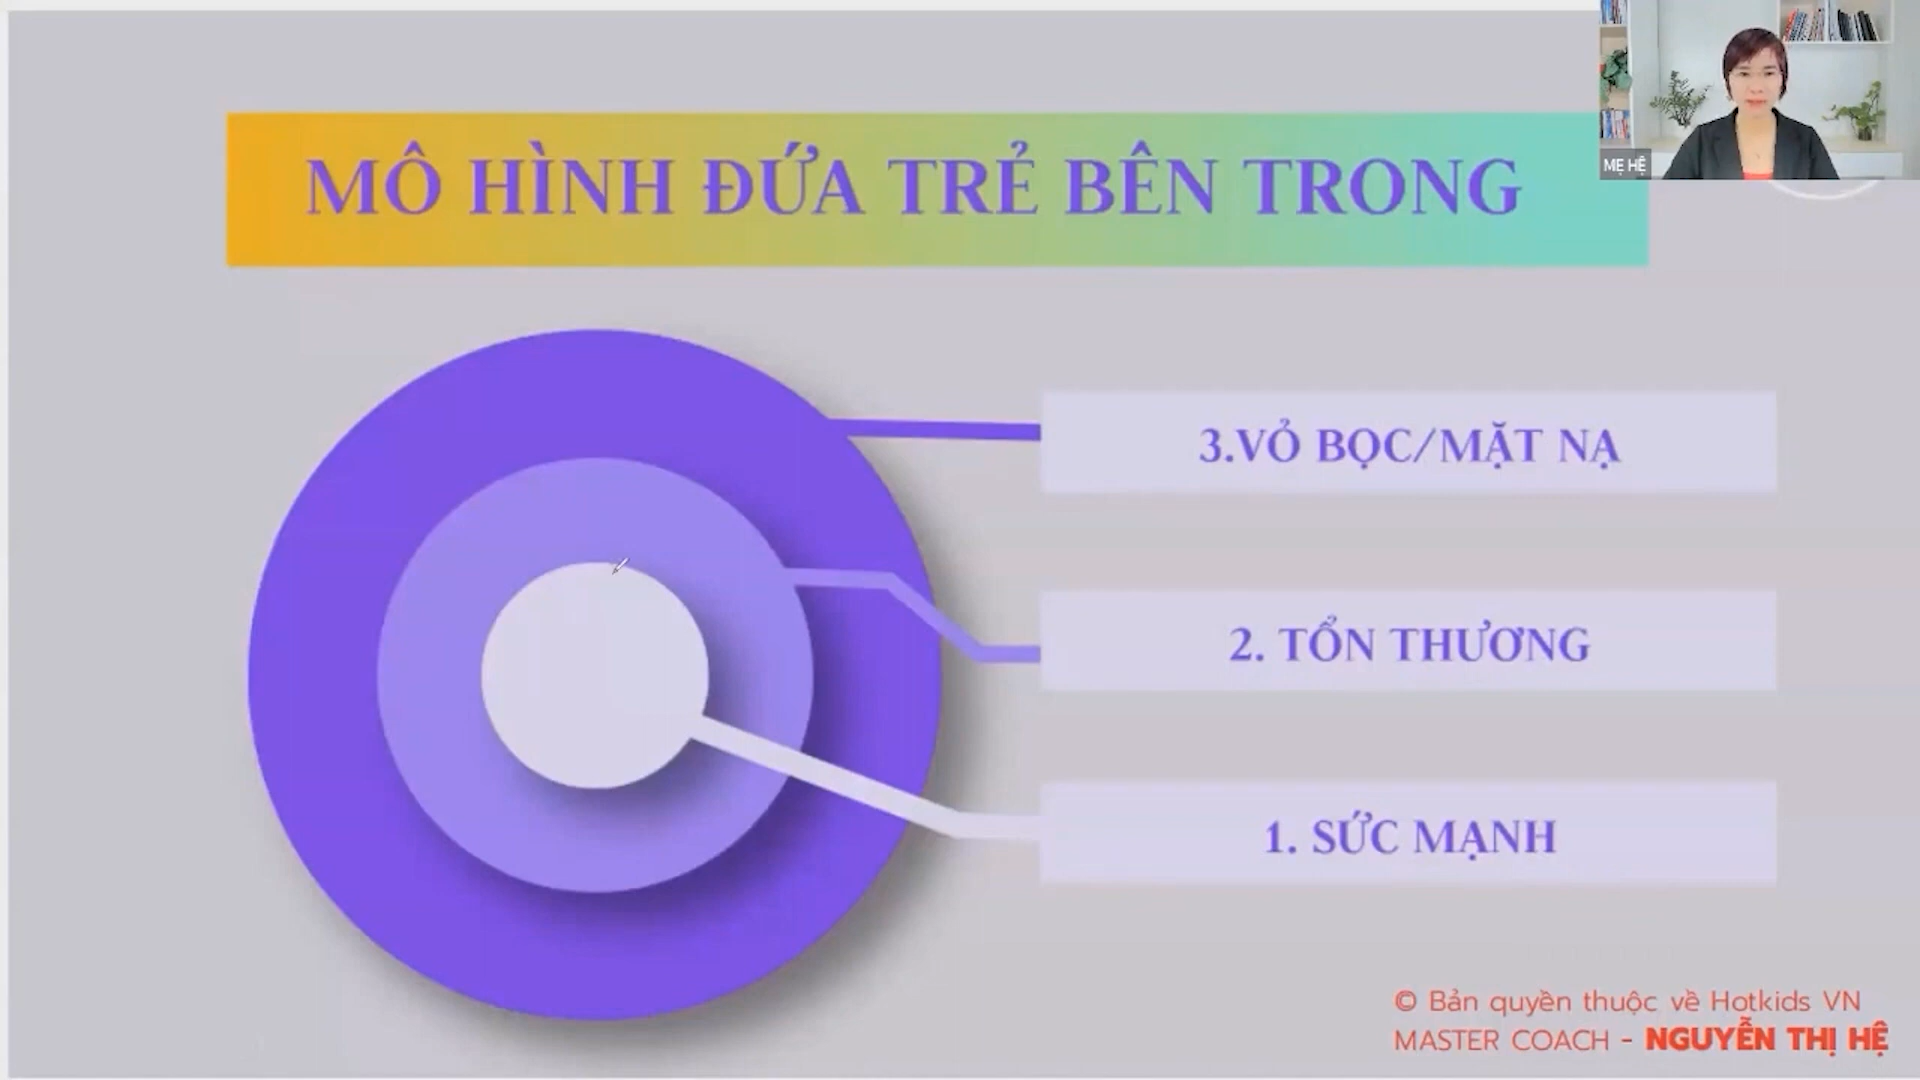 MÔ HÌNH ĐỨA TRẺ BÊN TRONG
MẸ HỆ
3.VỎ BỌC/MẶT NẠ
2. TỔN THƯƠNG
1. SỨC MẠNH
© Bản quyền thuộc về Hotkids VN
MASTER COACH - NGUYỄN THỊ HỆ